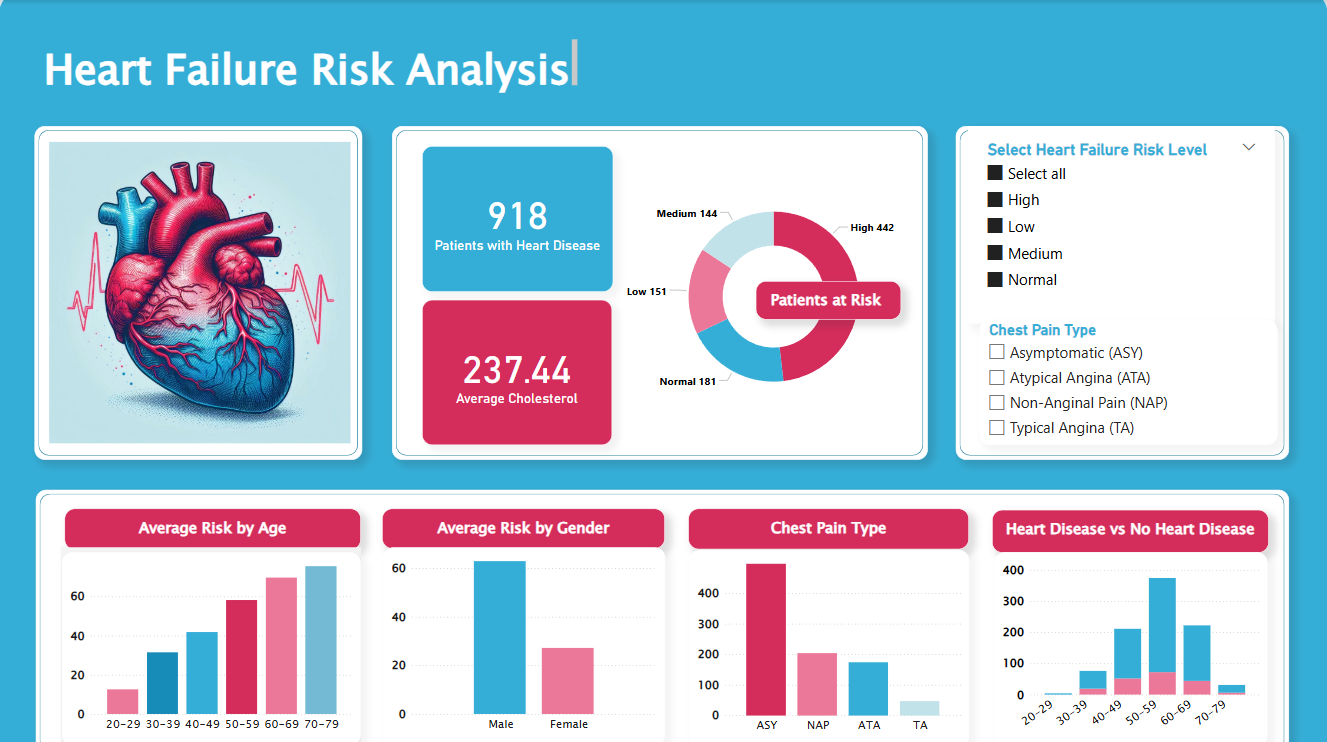 Heart Failure Risk Analysis
918
Patients with Heart Disease
237.44
Average Cholesterol
Medium 144
High 442
Low 151
Patients at Risk
Normal 181
Select Heart Failure Risk Level
Select all
High
Low
Medium
Normal
Chest Pain Type
Asymptomatic (ASY)
Atypical Angina (ATA)
Non-Anginal Pain (NAP)
Typical Angina (TA)
Average Risk by Age
60
40
20
0
20-29 30-39 40-49 50-59 60-69 70-79
Average Risk by Gender
60
40
20
0
Male Female
Chest Pain Type
400
300
200
100
0
ASY NAP ATA TA
Heart Disease vs No Heart Disease
400
300
200
100
0
20-29 30-39 40-49 50-59 60-69 70-79